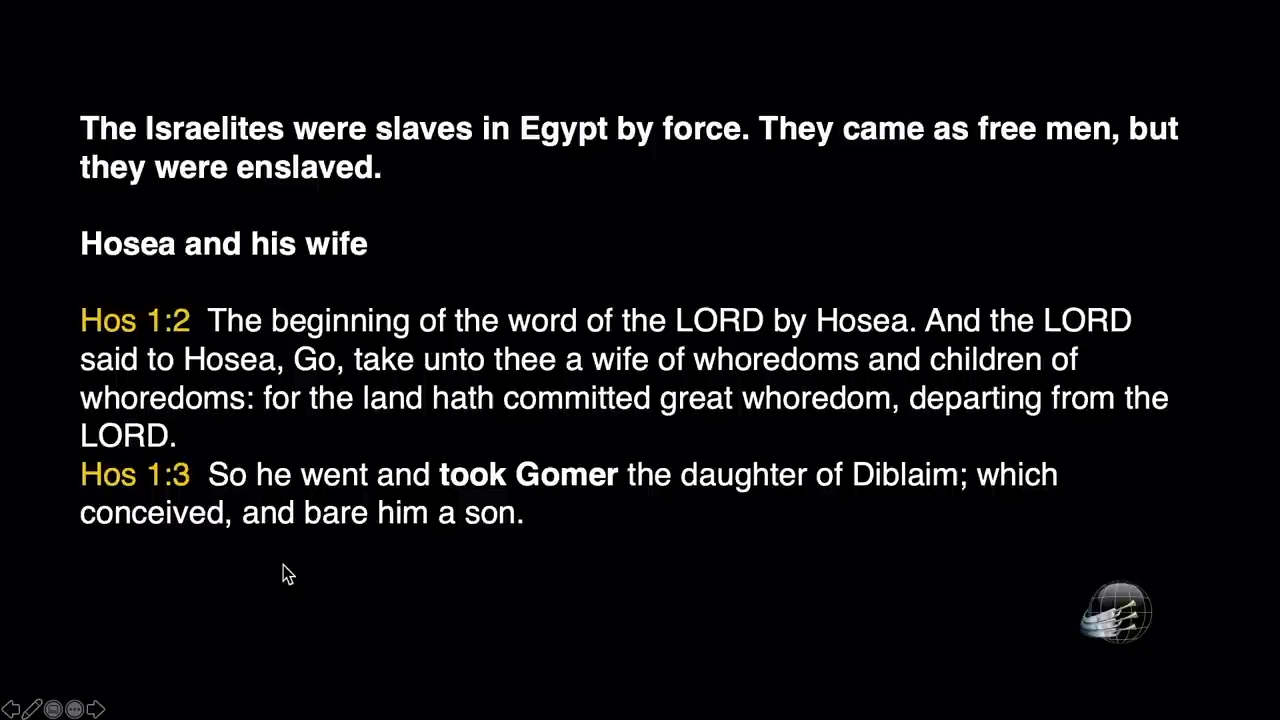 The Israelites were slaves in Egypt by force. They came as free men, but
they were enslaved.
Hosea and his wife
Hos 1:2  The beginning of the word of the LORD by Hosea. And the LORD
said to Hosea, Go, take unto thee a wife of whoredoms and children of
whoredoms: for the land hath committed great whoredom, departing from the
LORD.
Hos 1:3  So he went and took Gomer the daughter of Diblaim; which
conceived, and bare him a son.